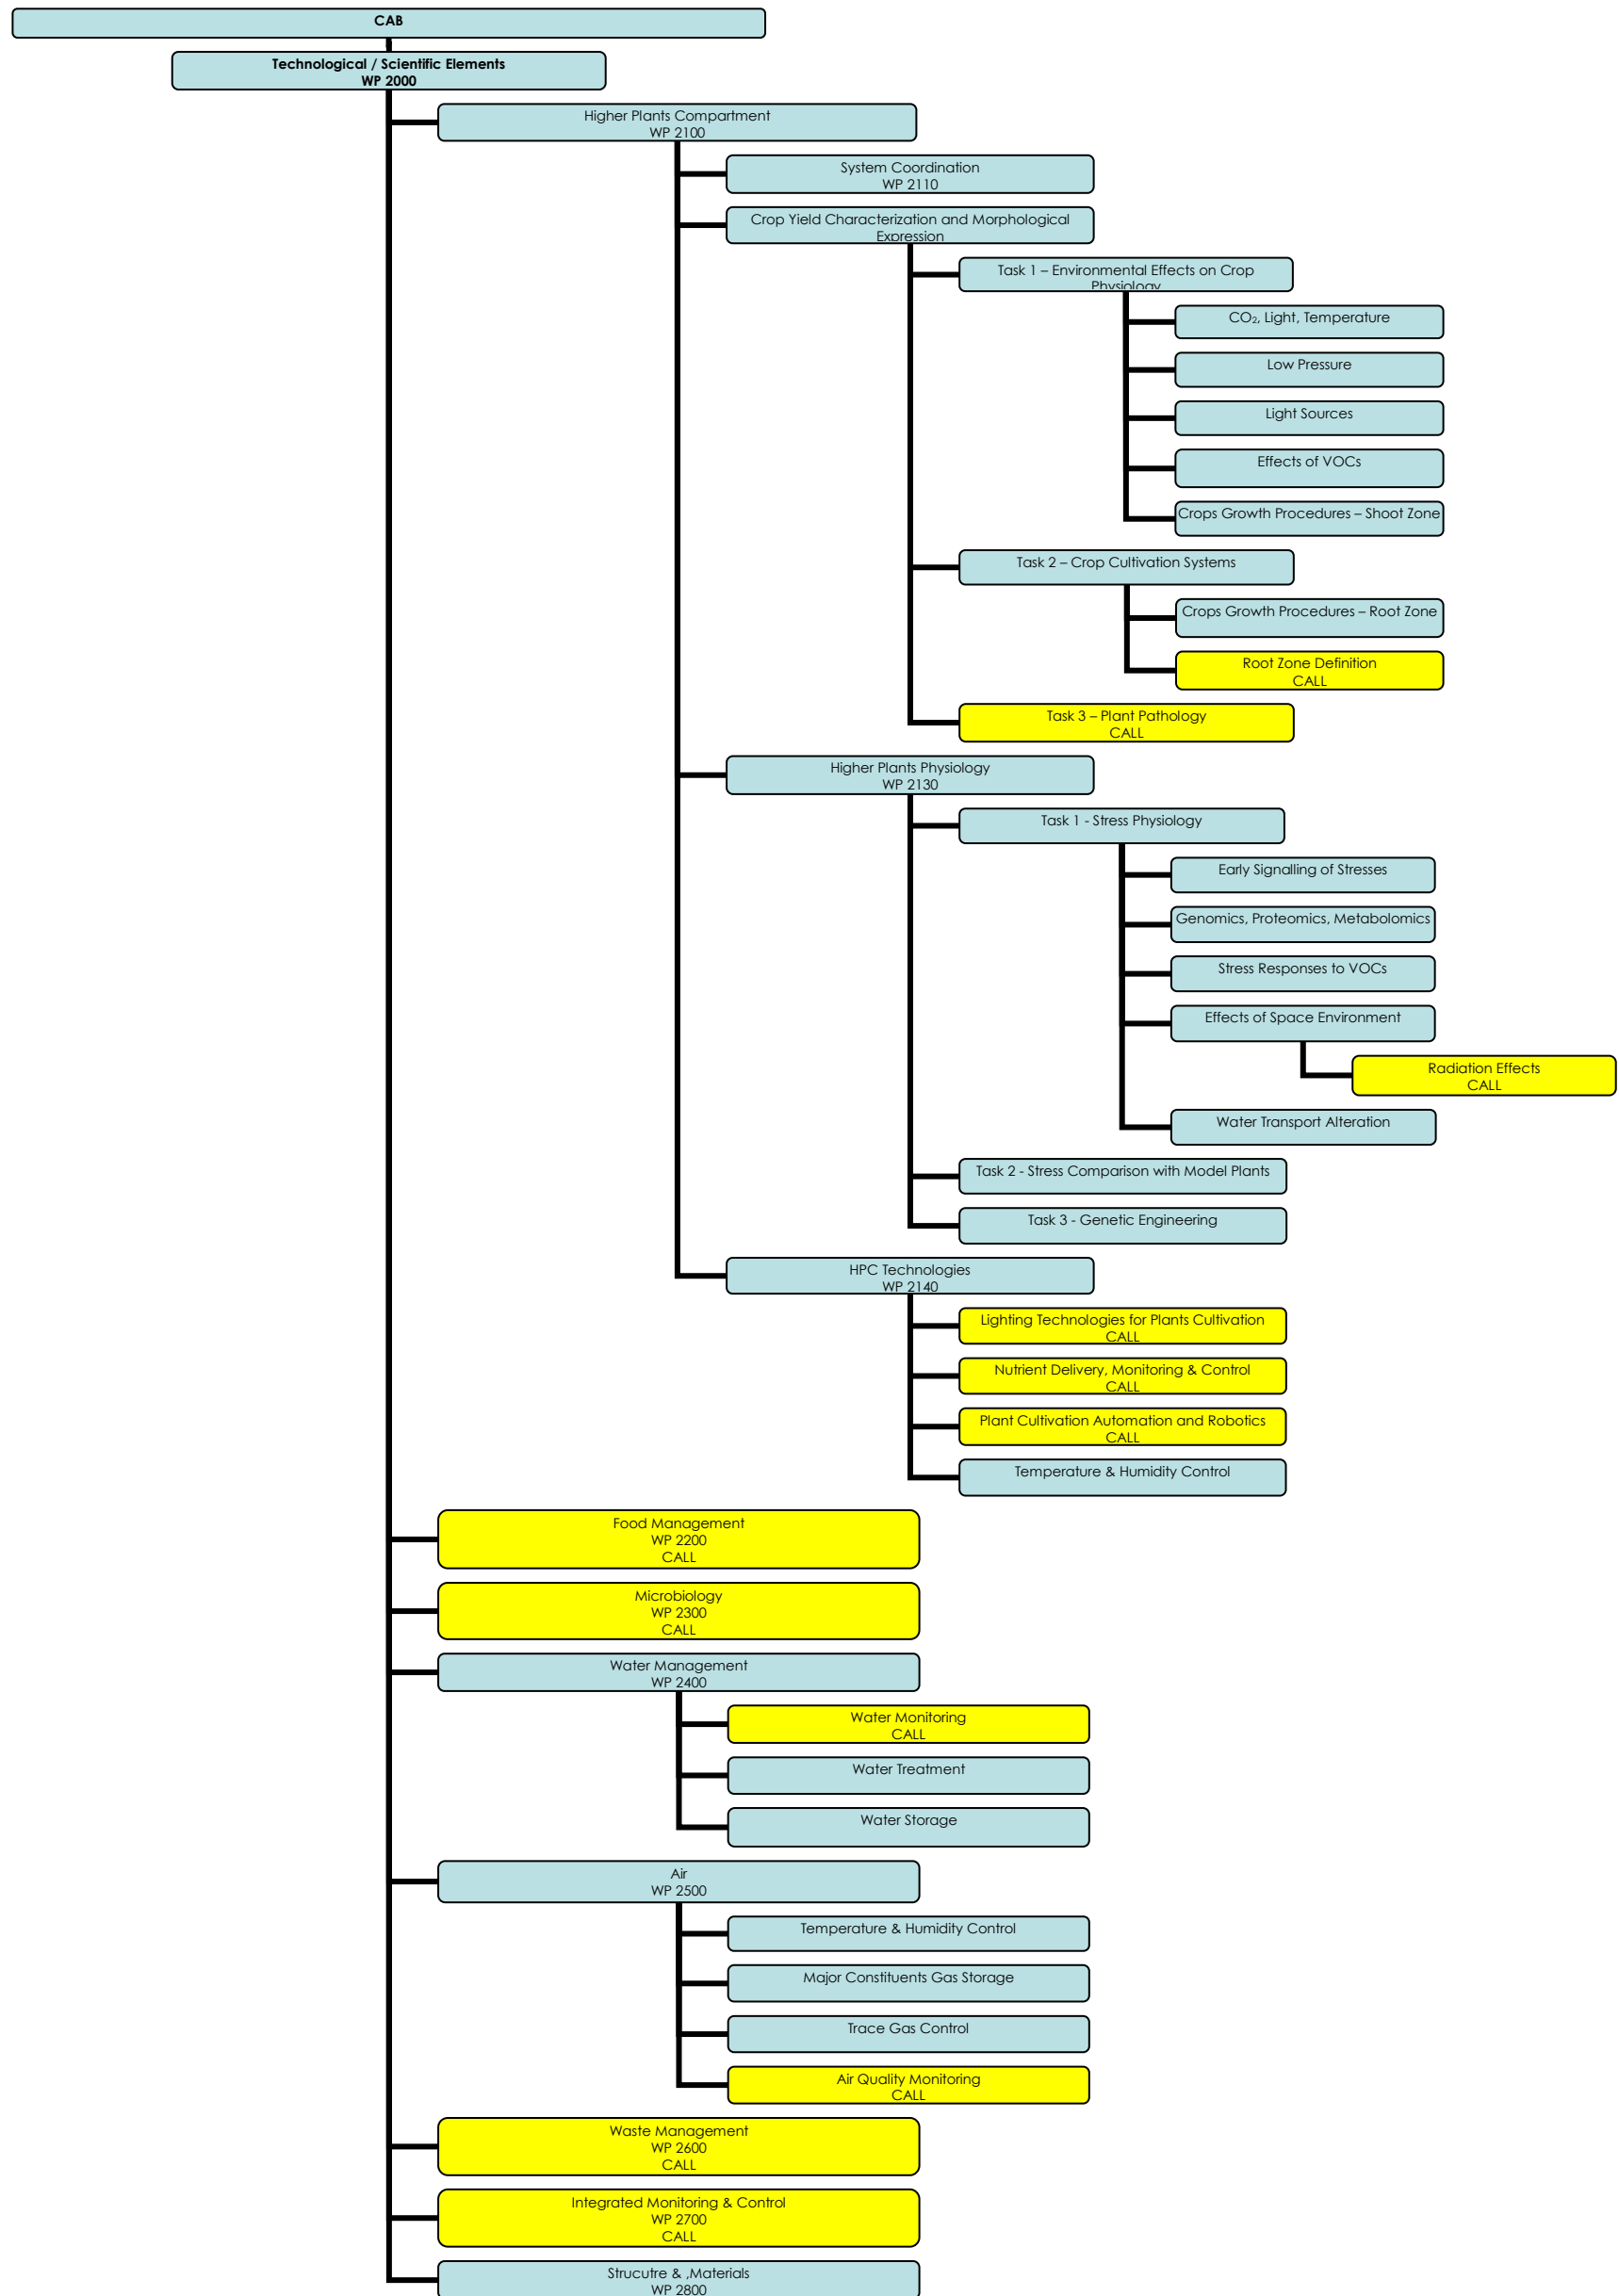 CAB
Technological / Scientific Elements
WP 2000
Higher Plants Compartment
WP 2100
System Coordination
WP 2110
Crop Yield Characterization and Morphological
Expression
Task 1 – Environmental Effects on Crop
Physiology
CO₂, Light, Temperature
Low Pressure
Light Sources
Effects of VOCs
Crops Growth Procedures – Shoot Zone
Task 2 – Crop Cultivation Systems
Crops Growth Procedures – Root Zone
Root Zone Definition
CALL
Task 3 – Plant Pathology
CALL
Higher Plants Physiology
WP 2130
Task 1 - Stress Physiology
Early Signalling of Stresses
Genomics, Proteomics, Metabolomics
Stress Responses to VOCs
Effects of Space Environment
Radiation Effects
CALL
Water Transport Alteration
Task 2 - Stress Comparison with Model Plants
Task 3 - Genetic Engineering
HPC Technologies
WP 2140
Lighting Technologies for Plants Cultivation
CALL
Nutrient Delivery, Monitoring & Control
CALL
Plant Cultivation Automation and Robotics
CALL
Temperature & Humidity Control
Food Management
WP 2200
CALL
Microbiology
WP 2300
CALL
Water Management
WP 2400
Water Monitoring
CALL
Water Treatment
Water Storage
Air
WP 2500
Temperature & Humidity Control
Major Constituents Gas Storage
Trace Gas Control
Air Quality Monitoring
CALL
Waste Management
WP 2600
CALL
Integrated Monitoring & Control
WP 2700
CALL
Strucutre & ,Materials
WP 2800